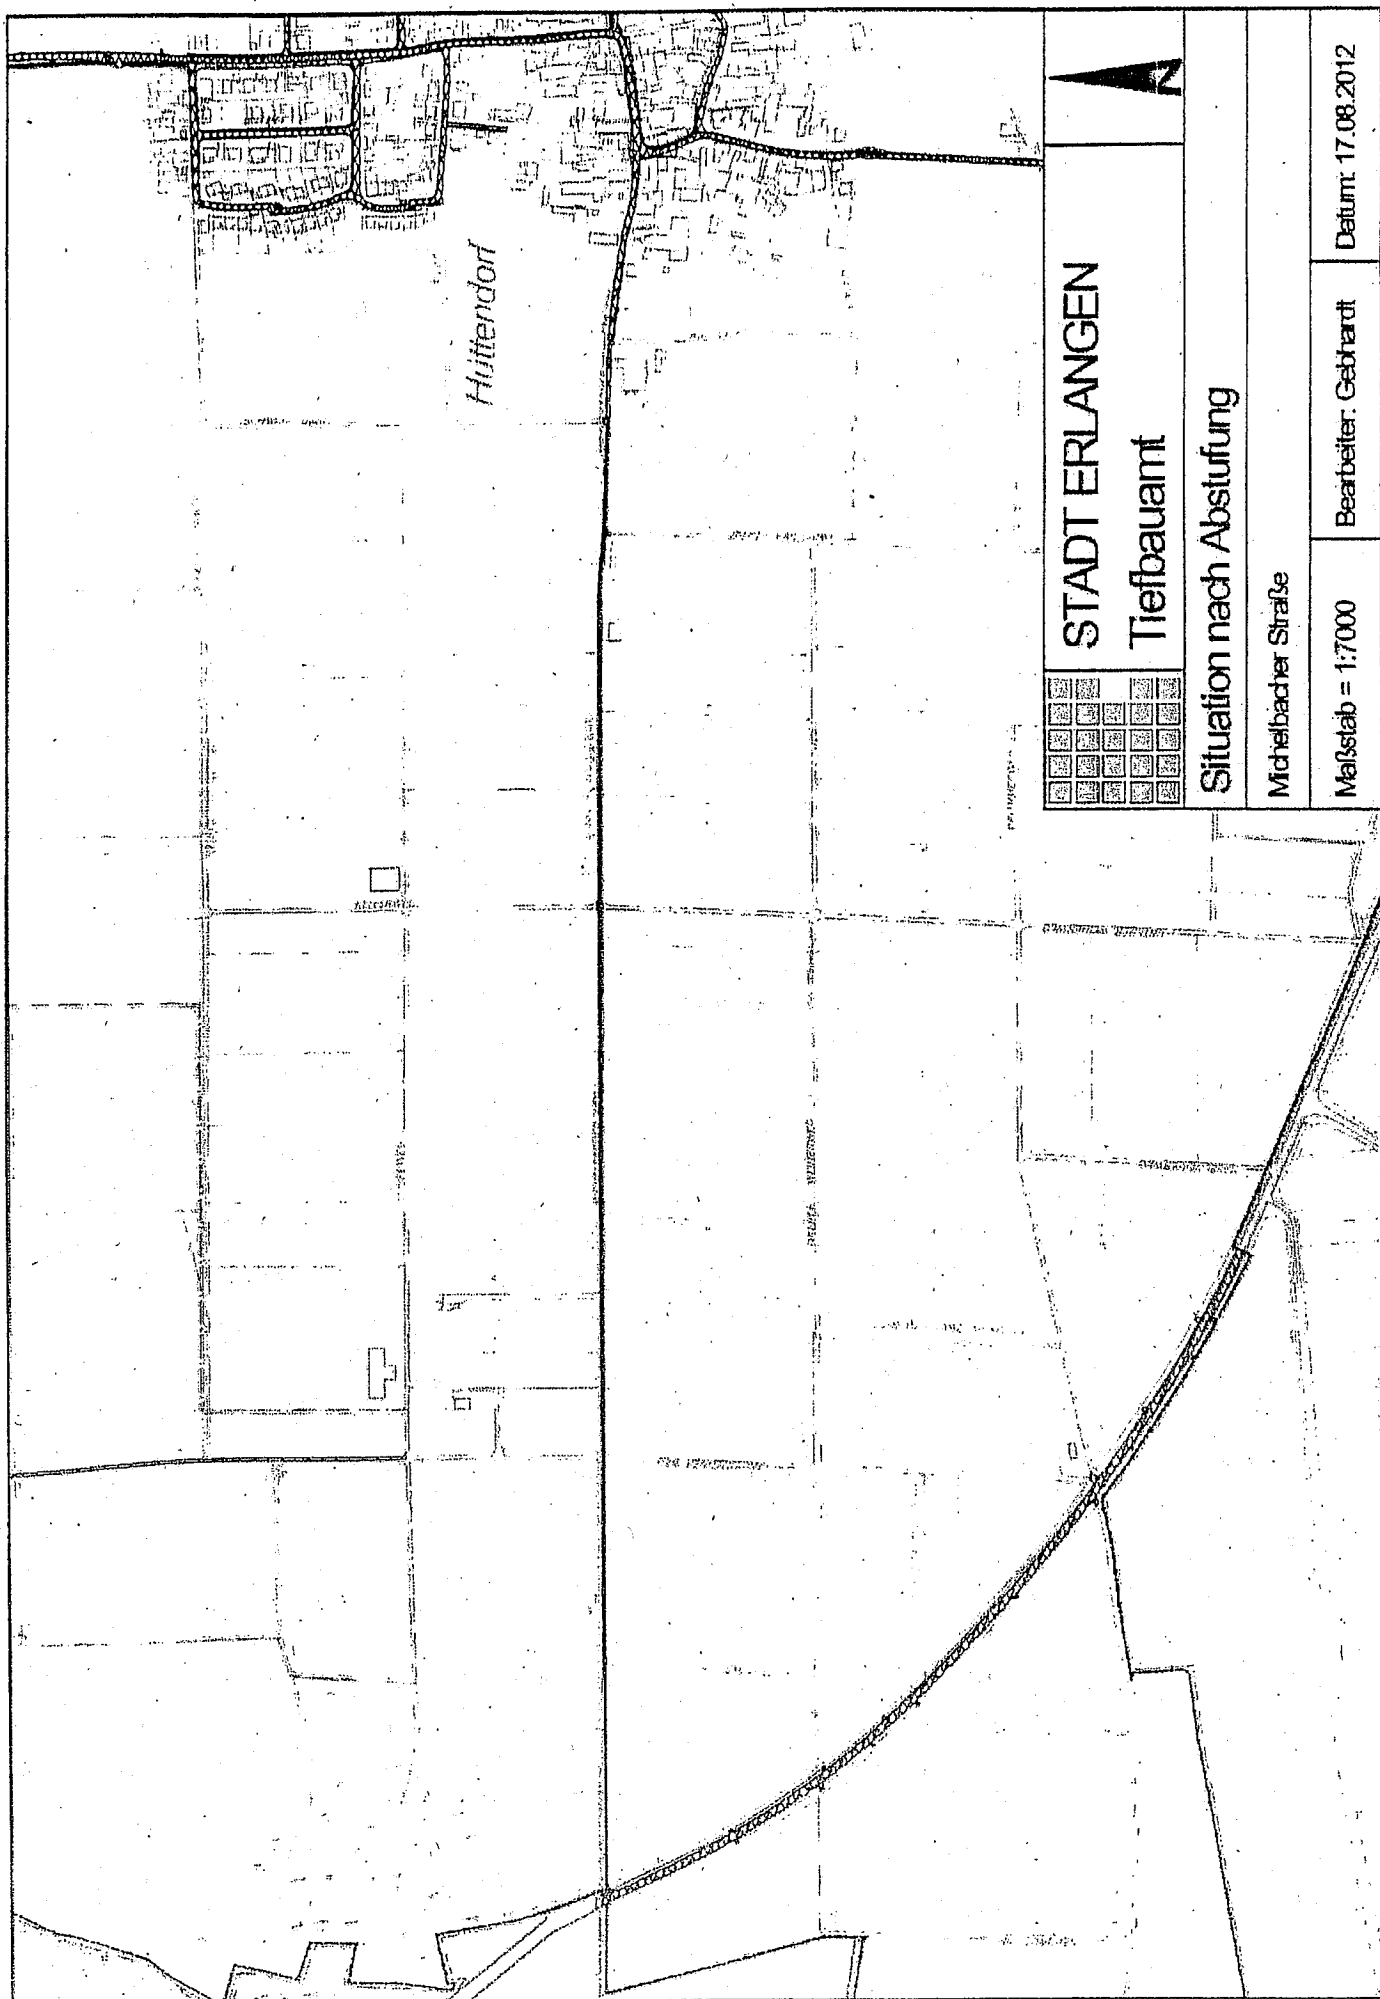 Hüttendorf
STADT ERLANGEN
Tiefbauamt
N
Situation nach Abstufung
Michelbacher Straße
Maßstab = 1:7000
Bearbeiter: Gebhardt
Datum: 17.08.2012